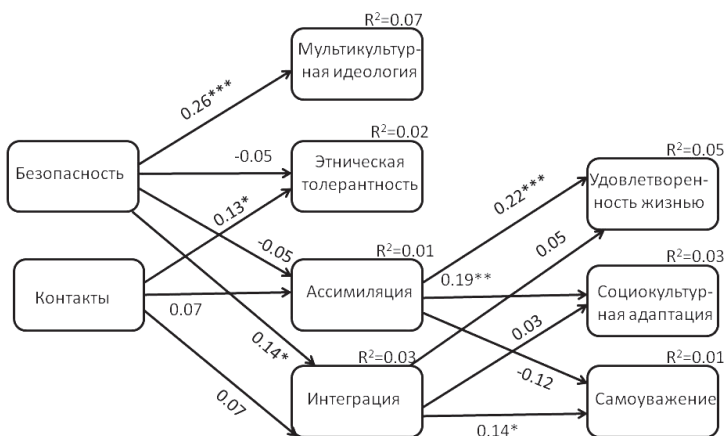 R²=0.07
Мультикультур-
ная идеология
0.26***
R²=0.02
Безопасность
-0.05
Этническая
толерантность
R²=0.05
Удовлетворен-
ность жизнью
0.13*
0.22***
-0.05
R²=0.01
0.05
R²=0.03
Контакты
0.07
Ассимиляция
0.19**
Социокультур-
ная адаптация
0.14*
R²=0.03
0.03
R²=0.01
0.07
Интеграция
-0.12
Самоуважение
0.14*